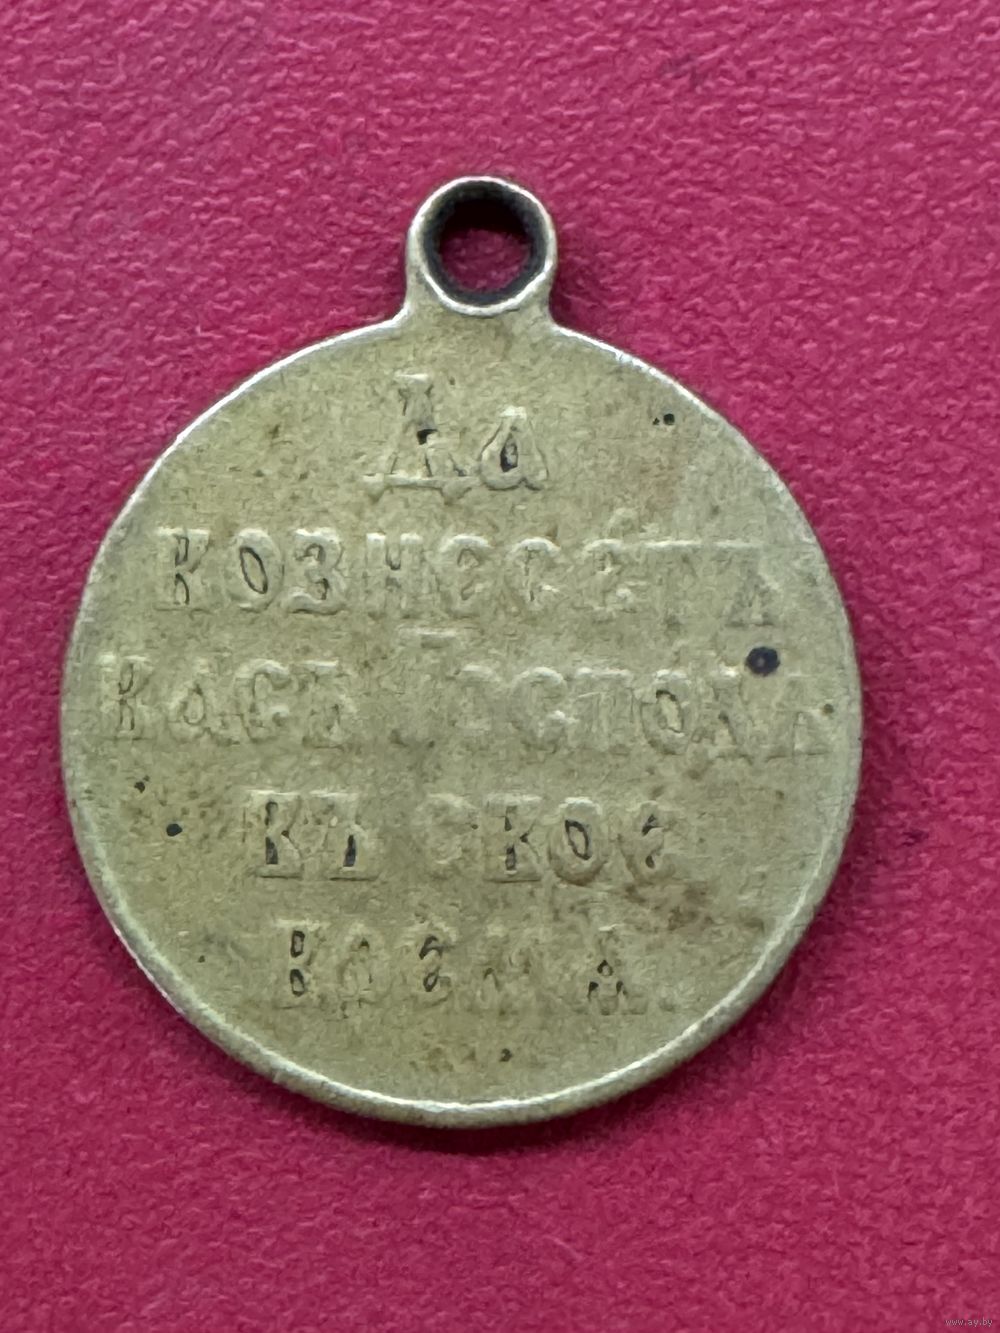 Да
вознесетъ
васъ Господь
въ свое
время.
www.ay.by